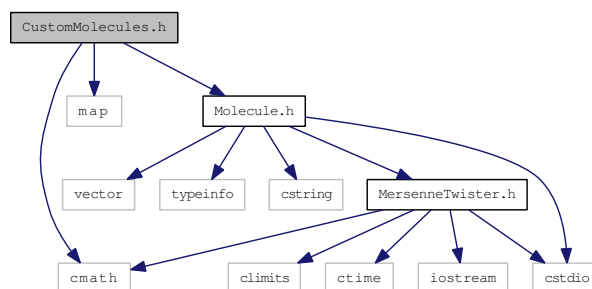 CustomMolecules.h
map
Molecule.h
vector
typeinfo
cstring
MersenneTwister.h
cmath
climits
ctime
iostream
cstdio